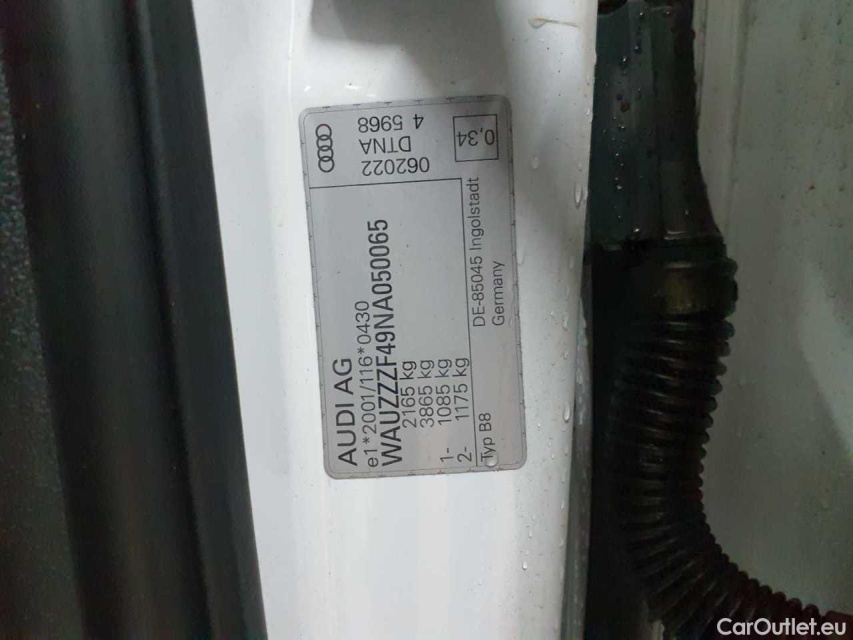 AUDI AG
e1*2001/116*0430
WAUZZZF49NA050065
2165 kg
3865 kg
1- 1085 kg
2- 1175 kg
Typ B8
DE-85045 Ingolstadt
Germany
062022
DTNA
4 5968
0,34
CarOutlet.eu